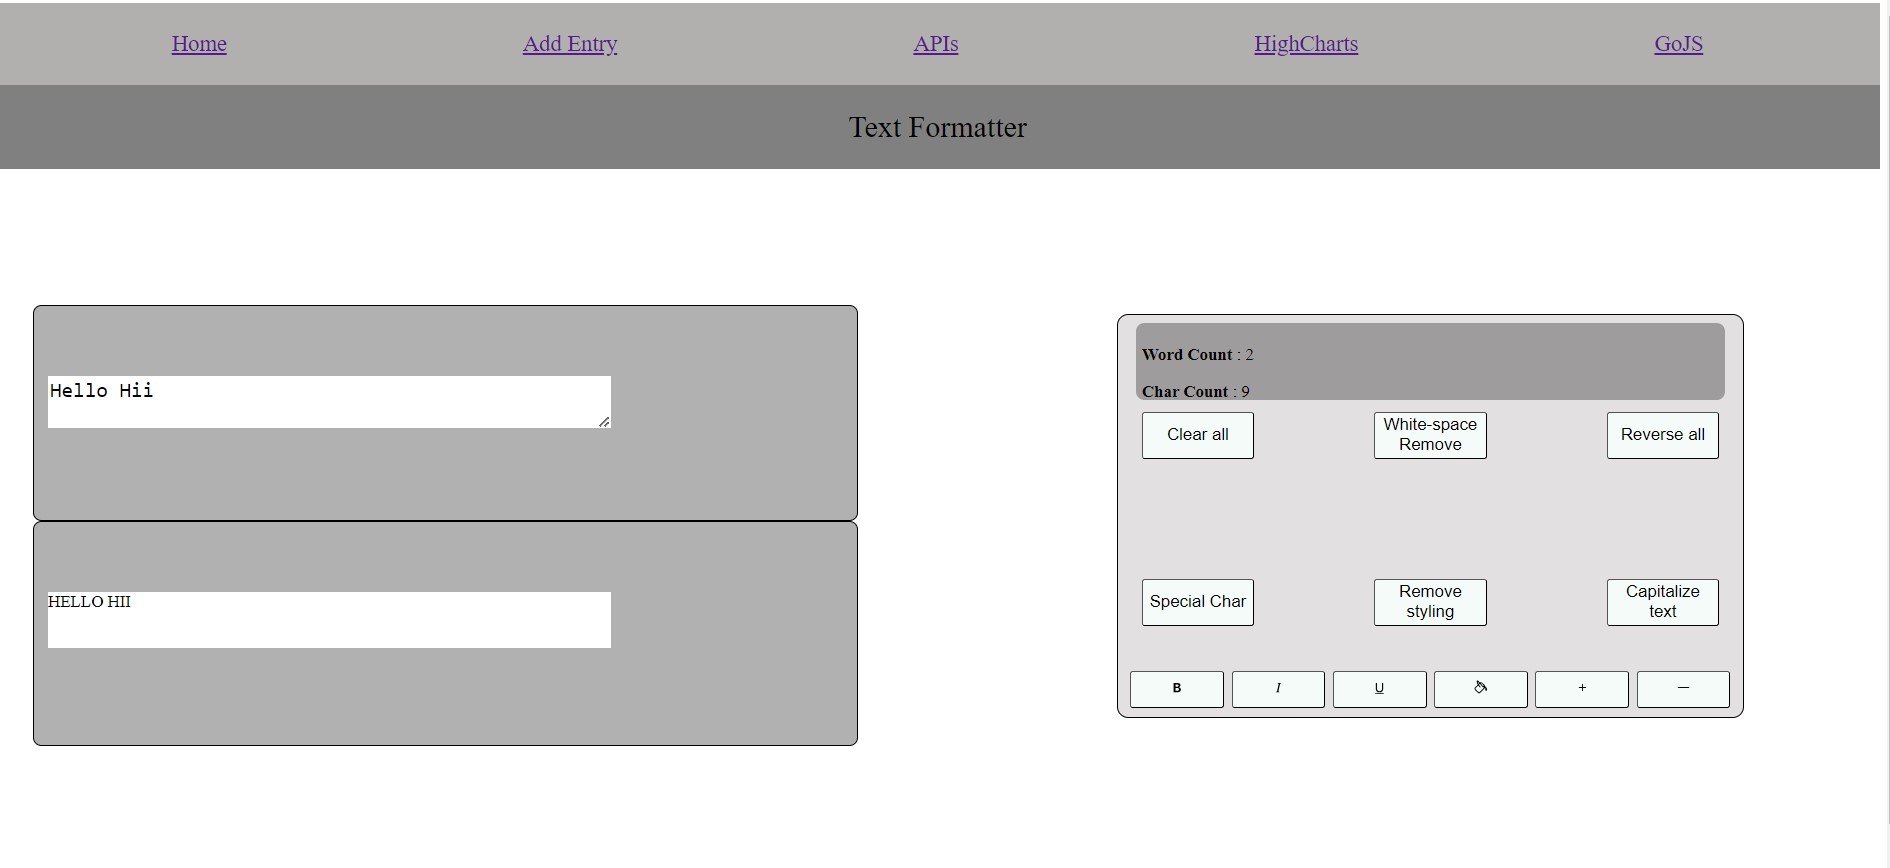 Home Add Entry APIs HighCharts GoJS
Text Formatter
Hello Hii
HELLO HII
Word Count : 2
Char Count : 9
Clear all
White-space
Remove
Reverse all
Special Char
Remove
styling
Capitalize
text
B I U + —